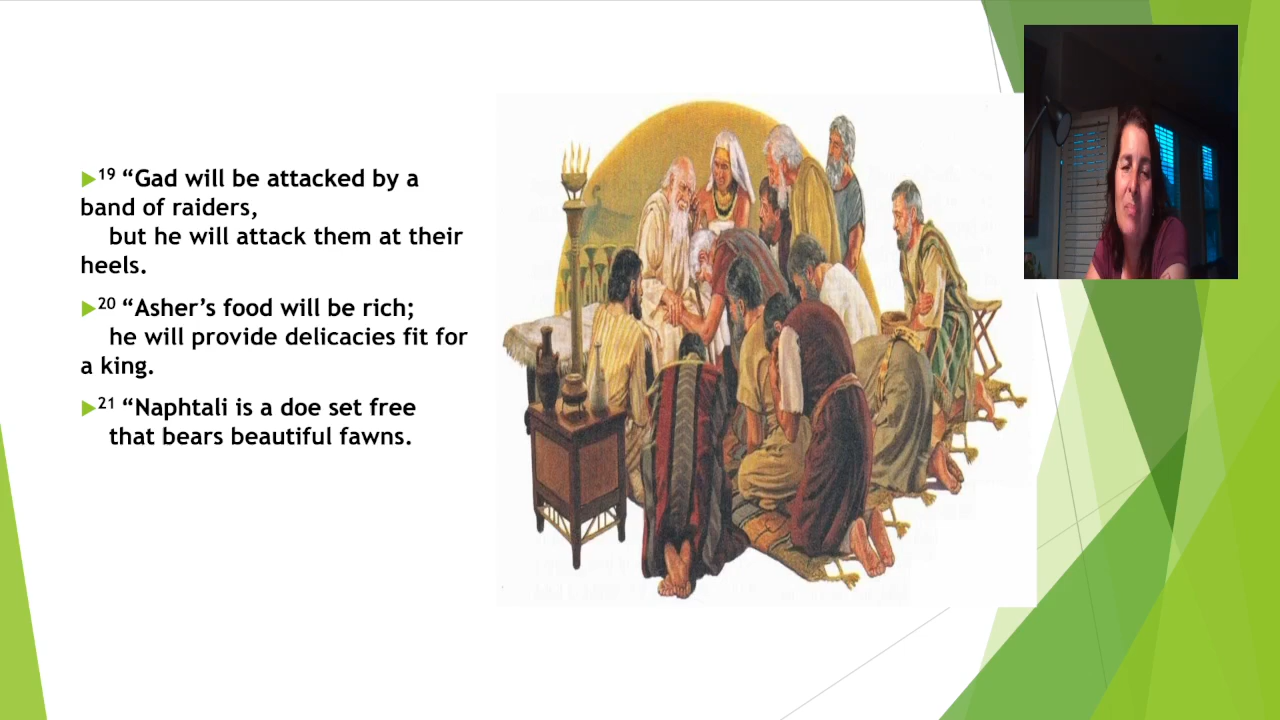 19 “Gad will be attacked by a
band of raiders,
but he will attack them at their
heels.
20 “Asher’s food will be rich;
he will provide delicacies fit for
a king.
21 “Naphtali is a doe set free
that bears beautiful fawns.